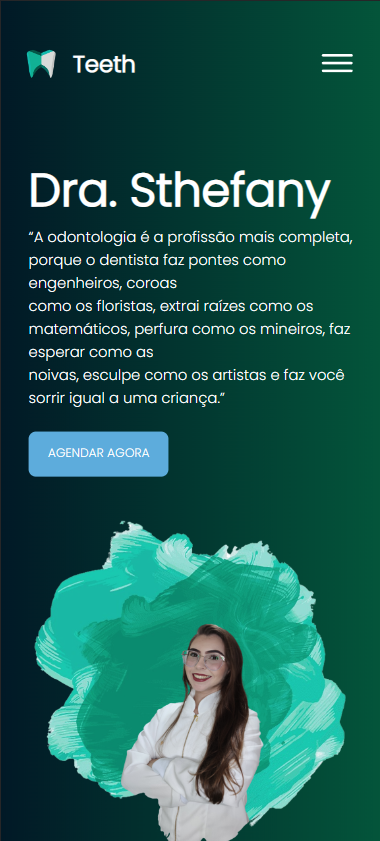 Teeth
Dra. Sthefany
“A odontologia é a profissão mais completa,
porque o dentista faz pontes como
engenheiros, coroas
como os floristas, extrai raízes como os
matemáticos, perfura como os mineiros, faz
esperar como as
noivas, esculpe como os artistas e faz você
sorrir igual a uma criança.”
AGENDAR AGORA